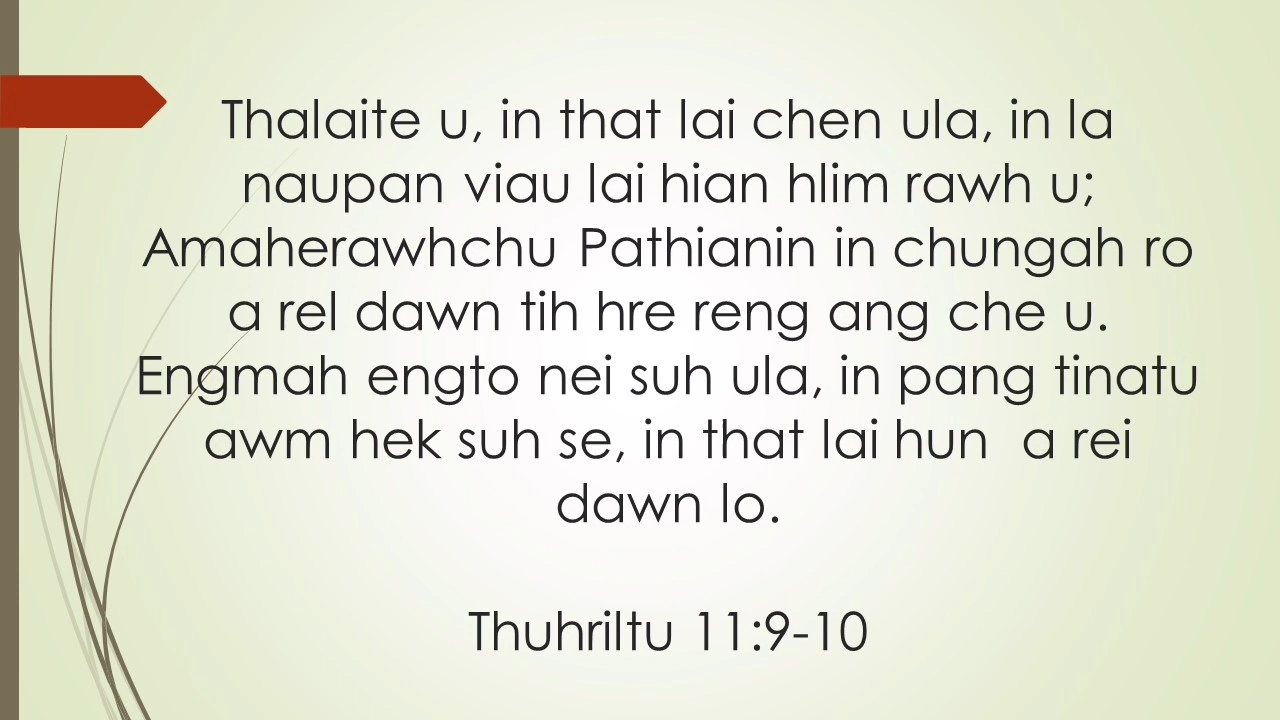 Thalaite u, in that lai chen ula, in la
naupan viau lai hian hlim rawh u;
Amaherawhchu Pathianin in chungah ro
a rel dawn tih hre reng ang che u.
Engmah engto nei suh ula, in pang tinatu
awm hek suh se, in that lai hun  a rei
dawn lo.

Thuhriltu 11:9-10